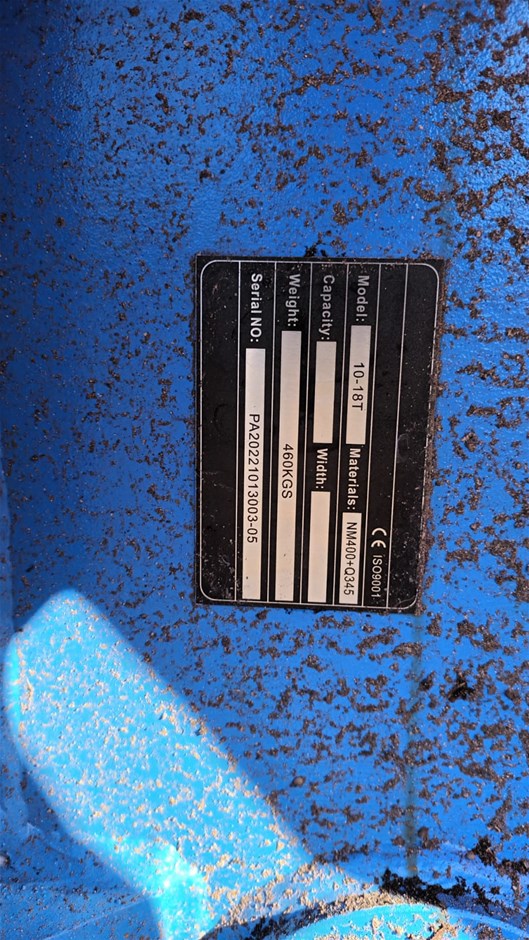 CE ISO9001
Model: 10-18T Materials: NM400+Q345
Capacity: Width:
Weight: 460KGS
Serial NO: PA20221013003-05